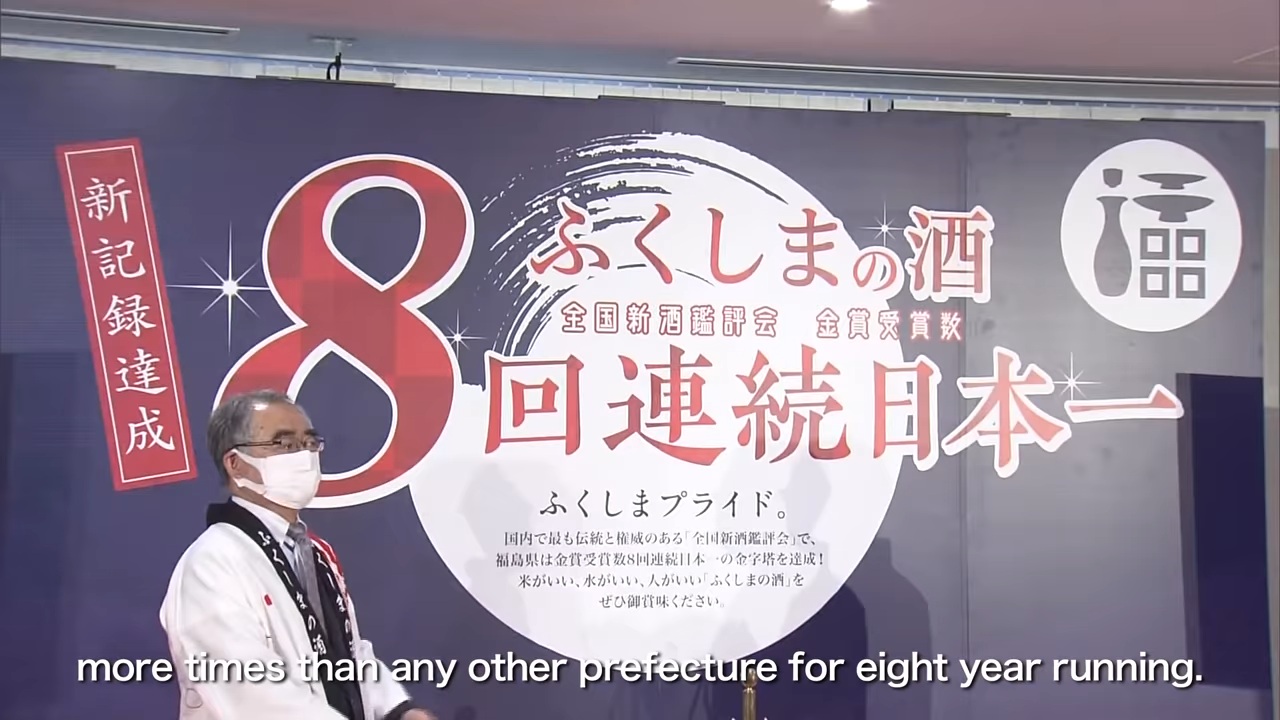 新記録達成
8
ふくしまの酒
全国新酒鑑評会 金賞受賞数
回連続日本一
ふくしまプライド。
国内で最も伝統と権威のある「全国新酒鑑評会」で、
福島県は金賞受賞数8回連続日本一の金字塔を達成!
米がいい、水がいい、人がいい「ふくしまの酒」を
ぜひ御賞味ください。
ふくしまの酒
more times than any other prefecture for eight year running.